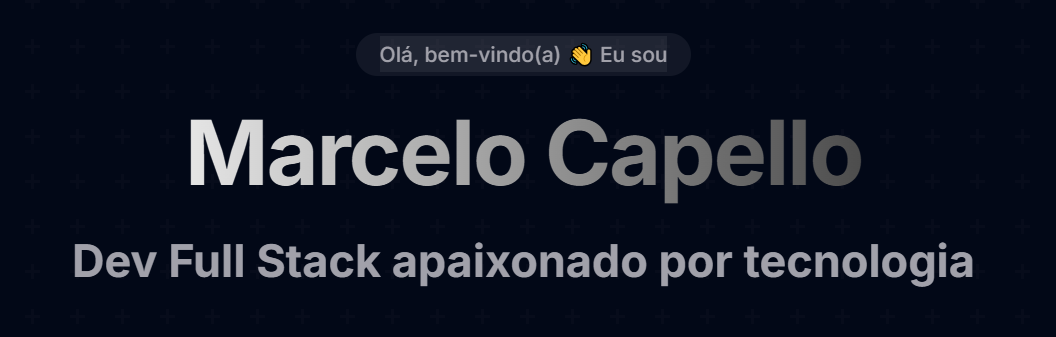 Olá, bem-vindo(a) 👋 Eu sou
Marcelo Capello
Dev Full Stack apaixonado por tecnologia